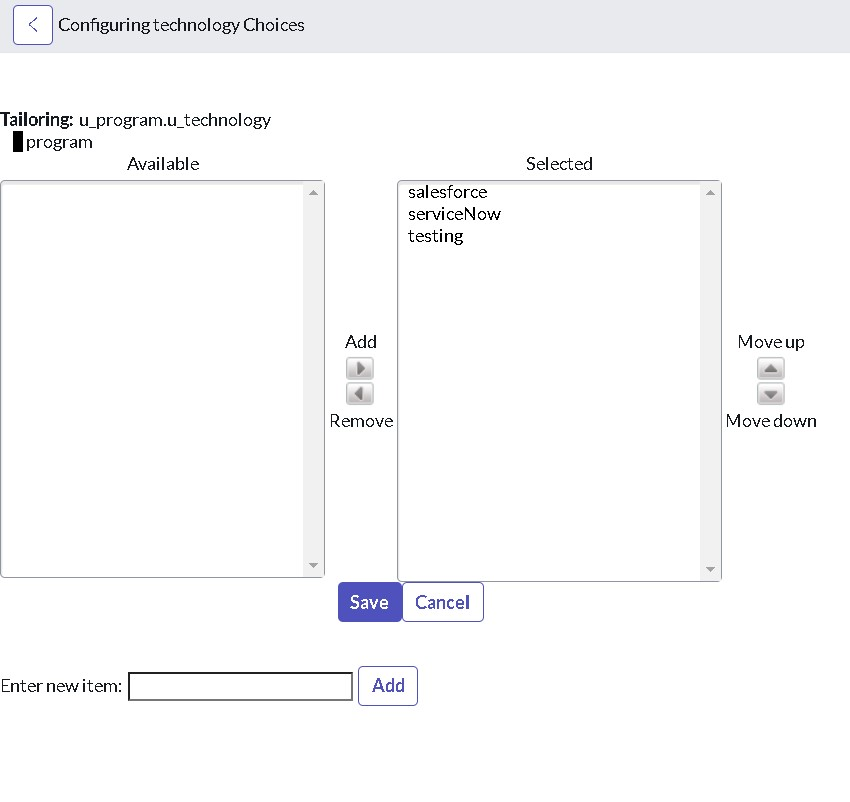 Configuring technology Choices
Tailoring: u_program.u_technology
program
Available
Selected
salesforce
serviceNow
testing
Add
Remove
Move up
Move down
Save Cancel
Enter new item: Add